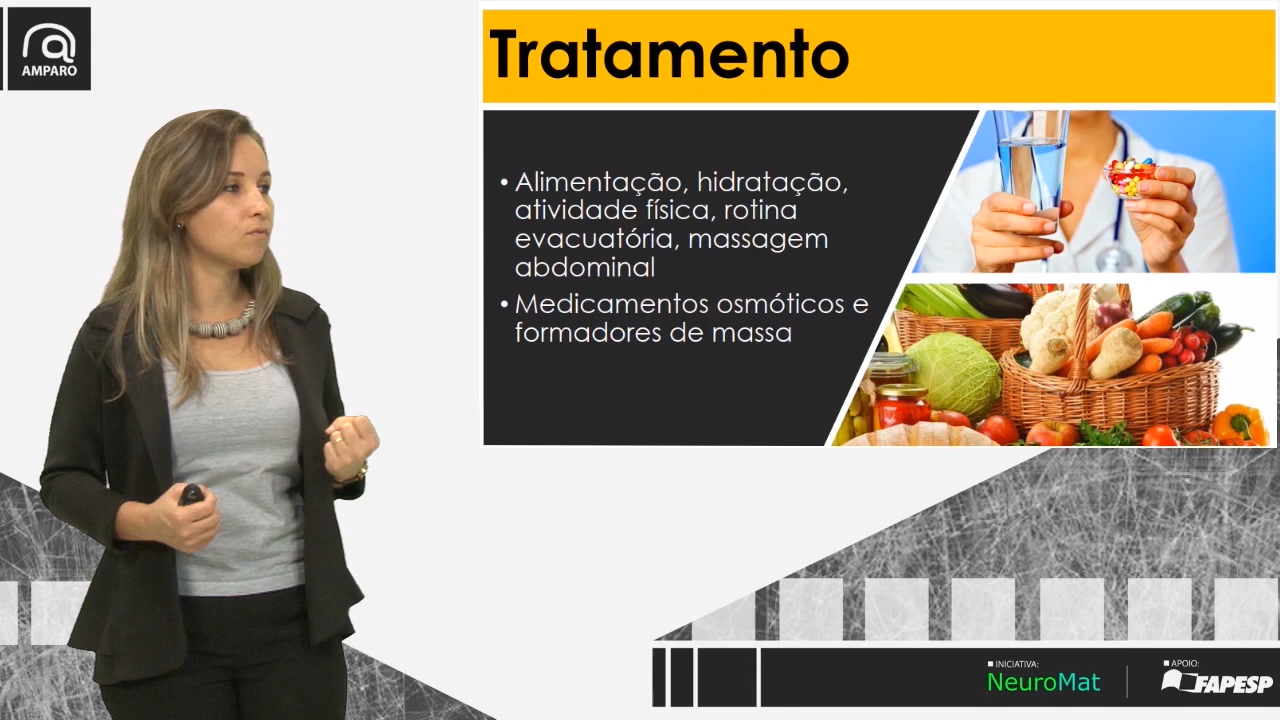 AMPARO
Tratamento
• Alimentação, hidratação,
atividade física, rotina
evacuatória, massagem
abdominal
• Medicamentos osmóticos e
formadores de massa
INICIATIVA:
NeuroMat
APOIO:
FAPESP